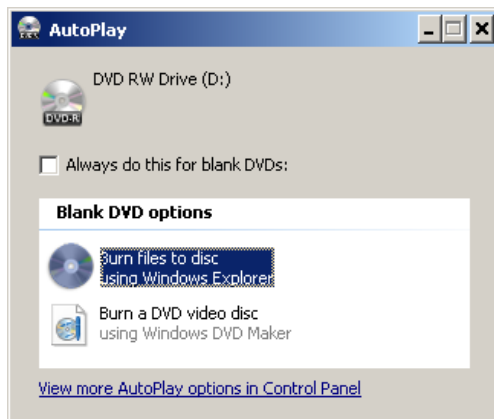 AutoPlay
DVD RW Drive (D:)
DVD-R
Always do this for blank DVDs:
Blank DVD options
Burn files to disc
using Windows Explorer
Burn a DVD video disc
using Windows DVD Maker
View more AutoPlay options in Control Panel